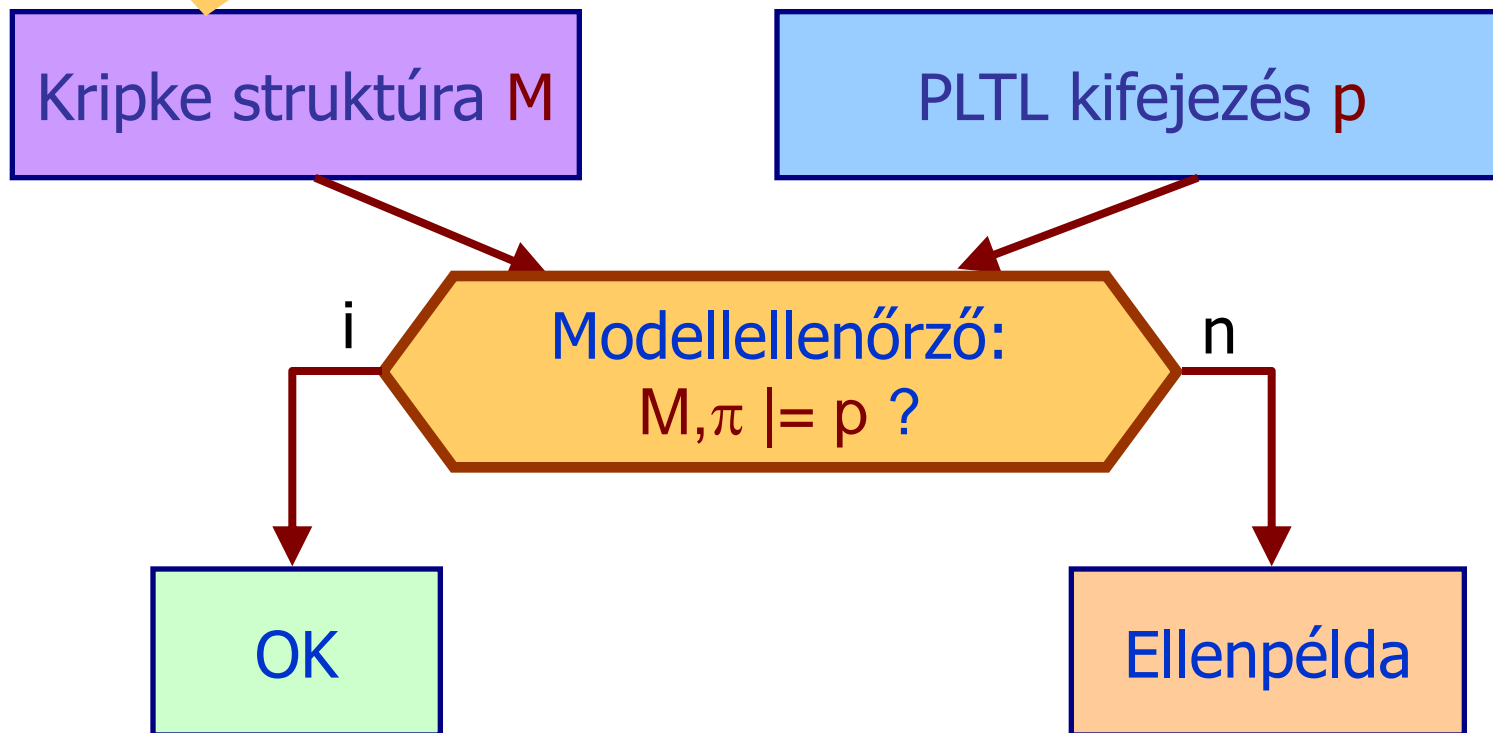 Kripke struktúra M
PLTL kifejezés p
i
Modellellenőrző:
M,π |= p ?
n
OK
Ellenpélda